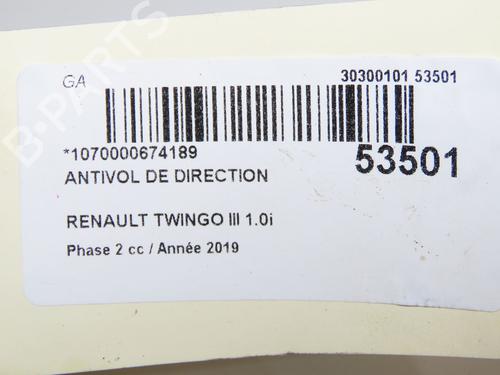 GA
30300101 53501
*1070000674189
53501
ANTIVOL DE DIRECTION
RENAULT TWINGO III 1.0i
Phase 2 cc / Année 2019
B-PARTS